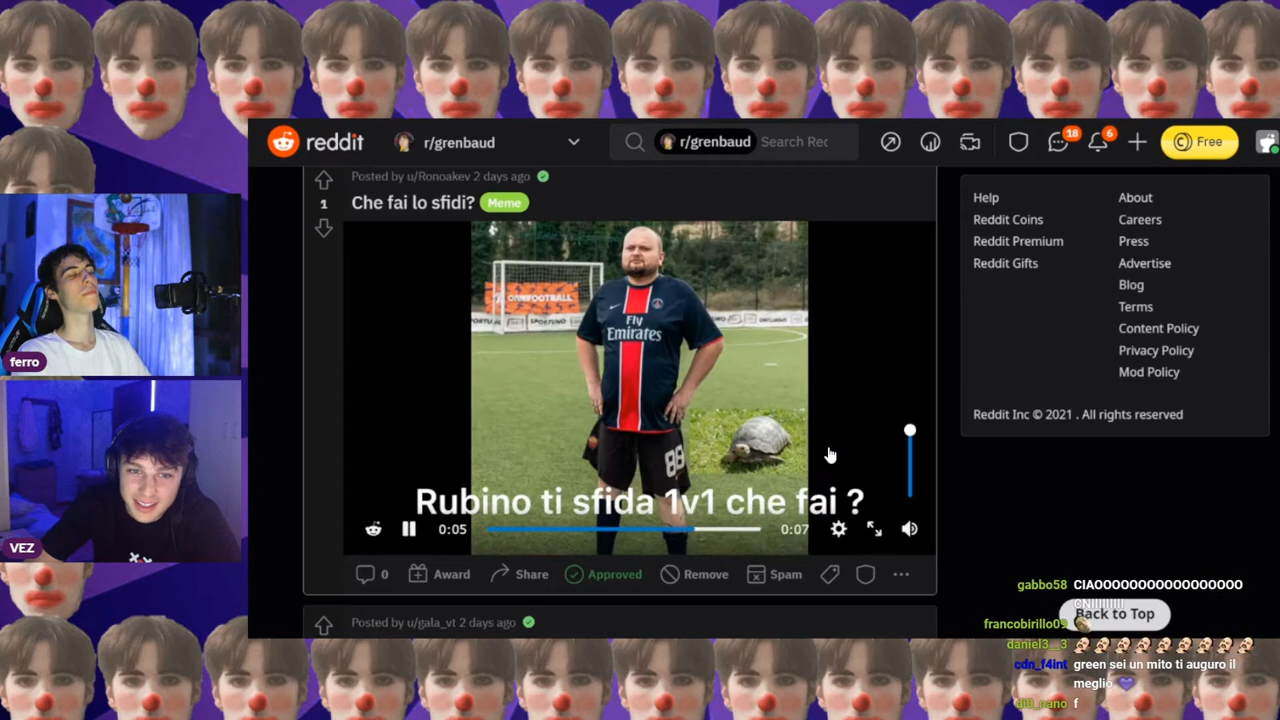 reddit
r/grenbaud
r/grenbaud
18
6
Free
Posted by u/Ronoakev 2 days ago
1
Che fai lo sfidi?
Meme
ONEFOOTBALL
Fly
Emirates
88
Rubino ti sfida 1v1 che fai ?
0:05
0:07
0
Award
Share
Approved
Remove
Spam
Posted by u/gala_vt 2 days ago
Help
About
Reddit Coins
Careers
Reddit Premium
Press
Reddit Gifts
Advertise
Blog
Terms
Content Policy
Privacy Policy
Mod Policy
Reddit Inc © 2021 . All rights reserved
Back to Top
ferro
VEZ
gabbo58 CIAOOOOOOOOOOOOOOOOO
francobirillo09
daniel3__3
cdn_f4int green sei un mito ti auguro il
meglio
f